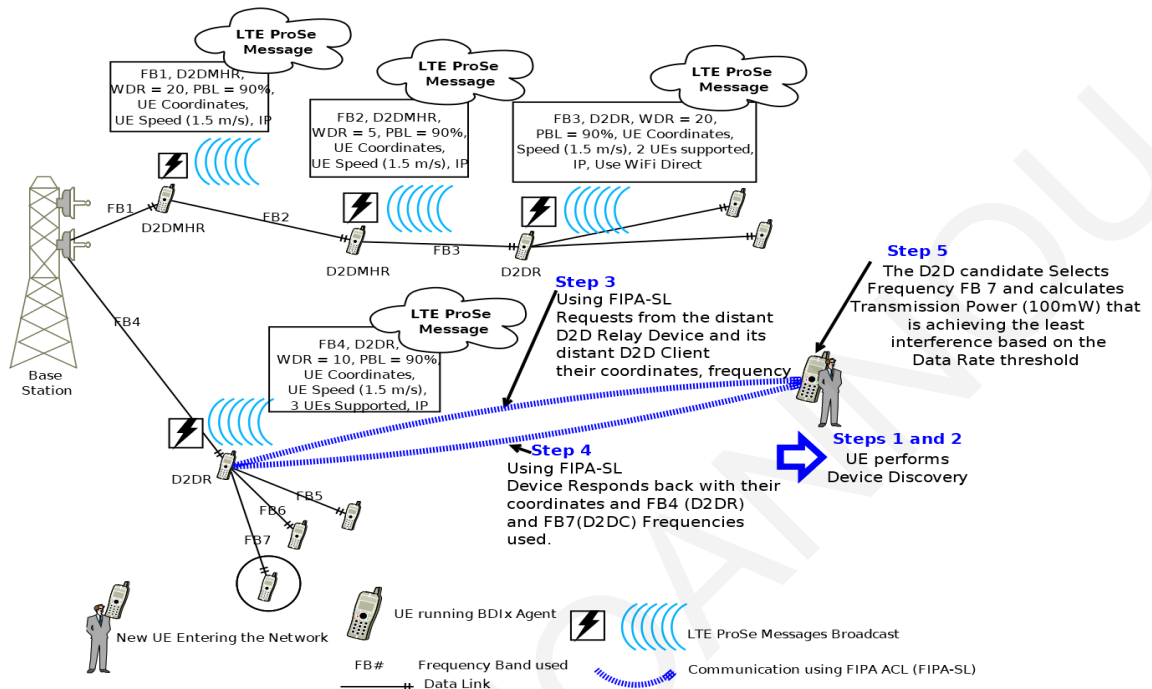 LTE ProSe
Message
FB1, D2DMHR,
WDR = 20, PBL = 90%,
UE Coordinates,
UE Speed (1.5 m/s), IP
LTE ProSe
Message
FB2, D2DMHR,
WDR = 5, PBL = 90%,
UE Coordinates,
UE Speed (1.5 m/s), IP
LTE ProSe
Message
FB3, D2DR, WDR = 20,
PBL = 90%, UE Coordinates,
Speed (1.5 m/s), 2 UEs supported,
IP, Use WiFi Direct
FB1
D2DMHR
FB2
D2DMHR
FB3
D2DR
FB4
Base
Station
LTE ProSe
Message
FB4, D2DR,
WDR = 10, PBL = 90%,
UE Coordinates,
UE Speed (1.5 m/s),
3 UEs Supported, IP
Step 3
Using FIPA-SL
Requests from the distant
D2D Relay Device and its
distant D2D Client
their coordinates, frequency
Step 5
The D2D candidate Selects
Frequency FB 7 and calculates
Transmission Power (100mW) that
is achieving the least
interference based on the
Data Rate threshold
D2DR
FB5
FB6
FB7
Step 4
Using FIPA-SL
Device Responds back with their
coordinates and FB4 (D2DR)
and FB7(D2DC) Frequencies
used.
Steps 1 and 2
UE performs
Device Discovery
New UE Entering the Network
UE running BDIx Agent
LTE ProSe Messages Broadcast
FB# Frequency Band used
Data Link
Communication using FIPA ACL (FIPA-SL)